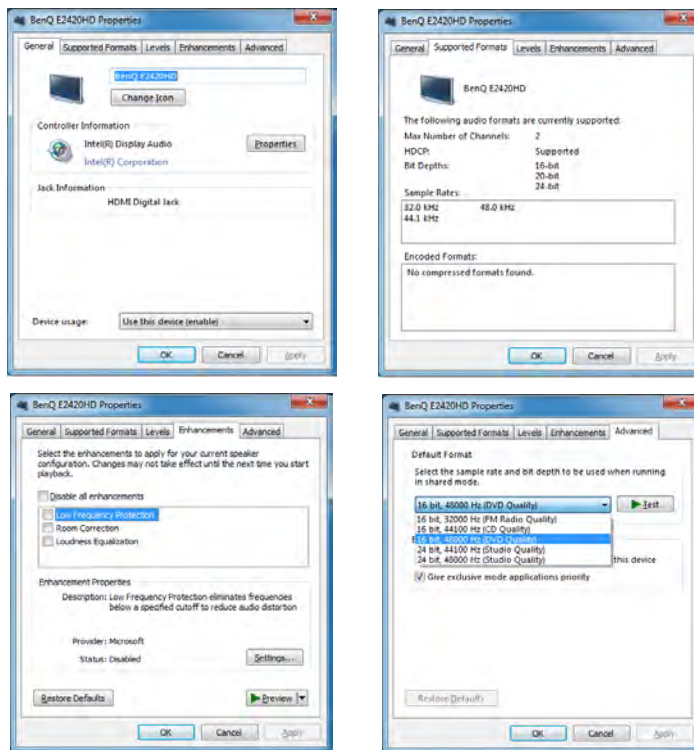 BenQ E2420HD Properties
General Supported Formats Levels Enhancements Advanced
BenQ E2420HD
Change Icon
Controller Information
Intel(R) Display Audio
Properties
Intel(R) Corporation
Jack Information
HDMI Digital Jack
Device usage: Use this device (enable)
OK Cancel Apply
BenQ E2420HD Properties
General Supported Formats Levels Enhancements Advanced
BenQ E2420HD
The following audio formats are currently supported:
Max Number of Channels: 2
HDCP: Supported
Bit Depths: 16-bit
20-bit
24-bit
Sample Rates:
32.0 kHz 48.0 kHz
44.1 kHz
Encoded Formats:
No compressed formats found.
OK Cancel Apply
BenQ E2420HD Properties
General Supported Formats Levels Enhancements Advanced
Select the enhancements to apply for your current speaker
configuration. Changes may not take effect until the next time you start
playback.
Disable all enhancements
Low Frequency Protection
Room Correction
Loudness Equalization
Enhancement Properties
Description: Low Frequency Protection eliminates frequencies
below a specified cutoff to reduce audio distortion
Provider: Microsoft
Status: Disabled
Settings...
Restore Defaults Preview
OK Cancel Apply
BenQ E2420HD Properties
General Supported Formats Levels Enhancements Advanced
Default Format
Select the sample rate and bit depth to be used when running
in shared mode.
16 bit, 48000 Hz (DVD Quality) Test
16 bit, 32000 Hz (FM Radio Quality)
16 bit, 44100 Hz (CD Quality)
16 bit, 48000 Hz (DVD Quality)
24 bit, 44100 Hz (Studio Quality)
24 bit, 48000 Hz (Studio Quality)
this device
Give exclusive mode applications priority
Restore Defaults
OK Cancel Apply